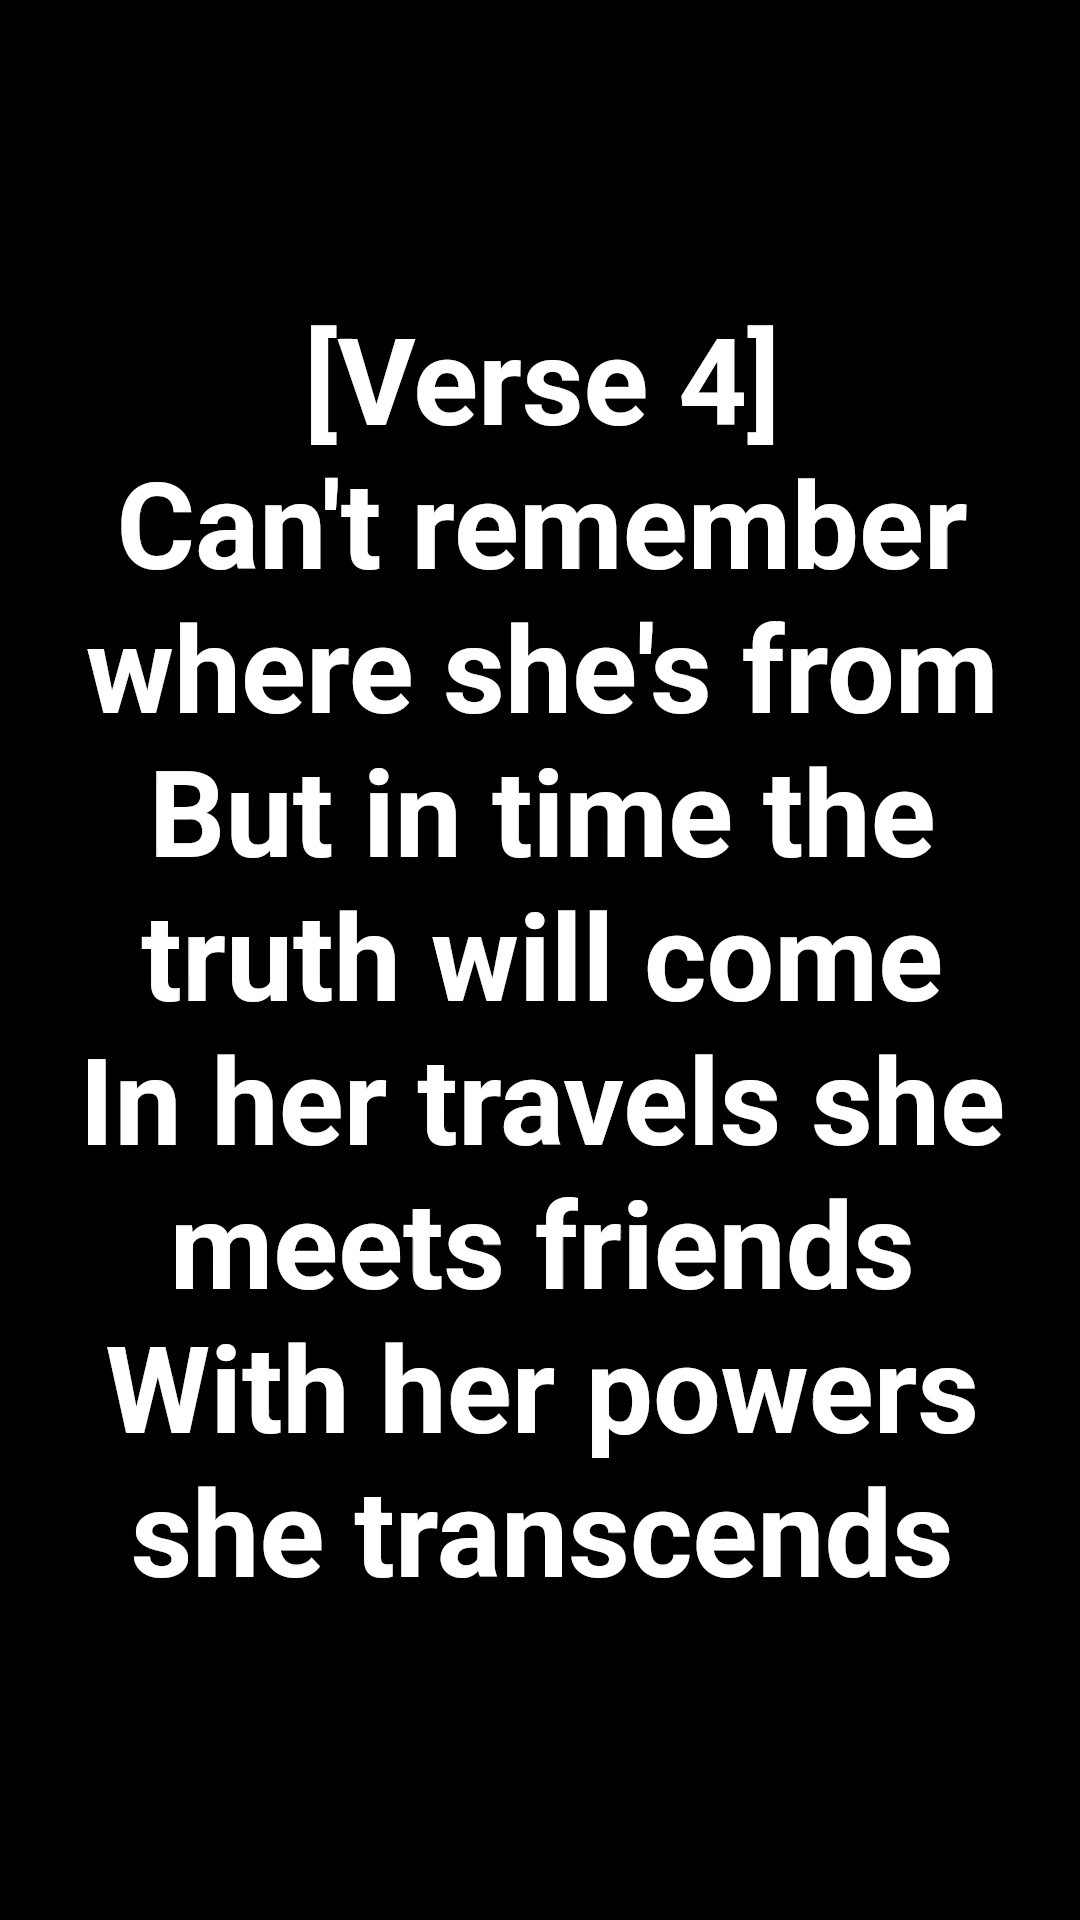 [Verse 4]
Can't remember
where she's from
But in time the
truth will come
In her travels she
meets friends
With her powers
she transcends